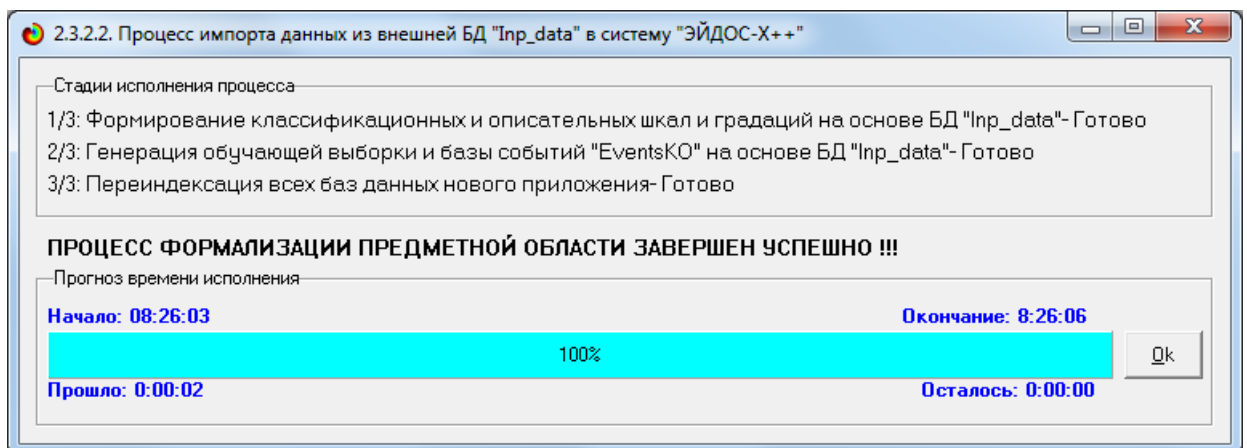 2.3.2.2. Процесс импорта данных из внешней БД "Inp_data" в систему "ЭЙДОС-X++"
Стадии исполнения процесса
1/3: Формирование классификационных и описательных шкал и градаций на основе БД "Inp_data"- Готово
2/3: Генерация обучающей выборки и базы событий "EventsKO" на основе БД "Inp_data"- Готово
3/3: Переиндексация всех баз данных нового приложения- Готово
ПРОЦЕСС ФОРМАЛИЗАЦИИ ПРЕДМЕТНОЙ ОБЛАСТИ ЗАВЕРШЕН УСПЕШНО !!!
Прогноз времени исполнения
Начало: 08:26:03 Окончание: 8:26:06
100% Ok
Прошло: 0:00:02 Осталось: 0:00:00